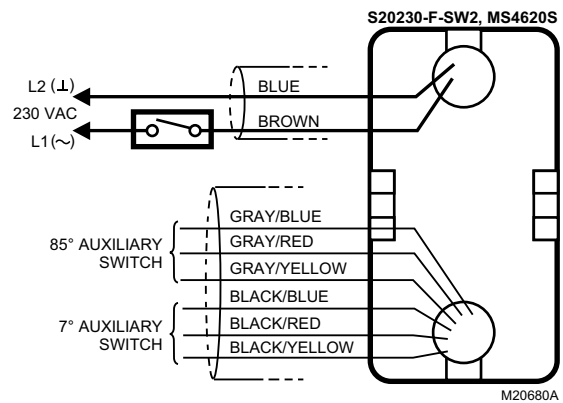 S20230-F-SW2, MS4620S
L2 (⊥)
BLUE
230 VAC
BROWN
L1(∼)
GRAY/BLUE
85° AUXILIARY
SWITCH
GRAY/RED
GRAY/YELLOW
BLACK/BLUE
7° AUXILIARY
SWITCH
BLACK/RED
BLACK/YELLOW
M20680A